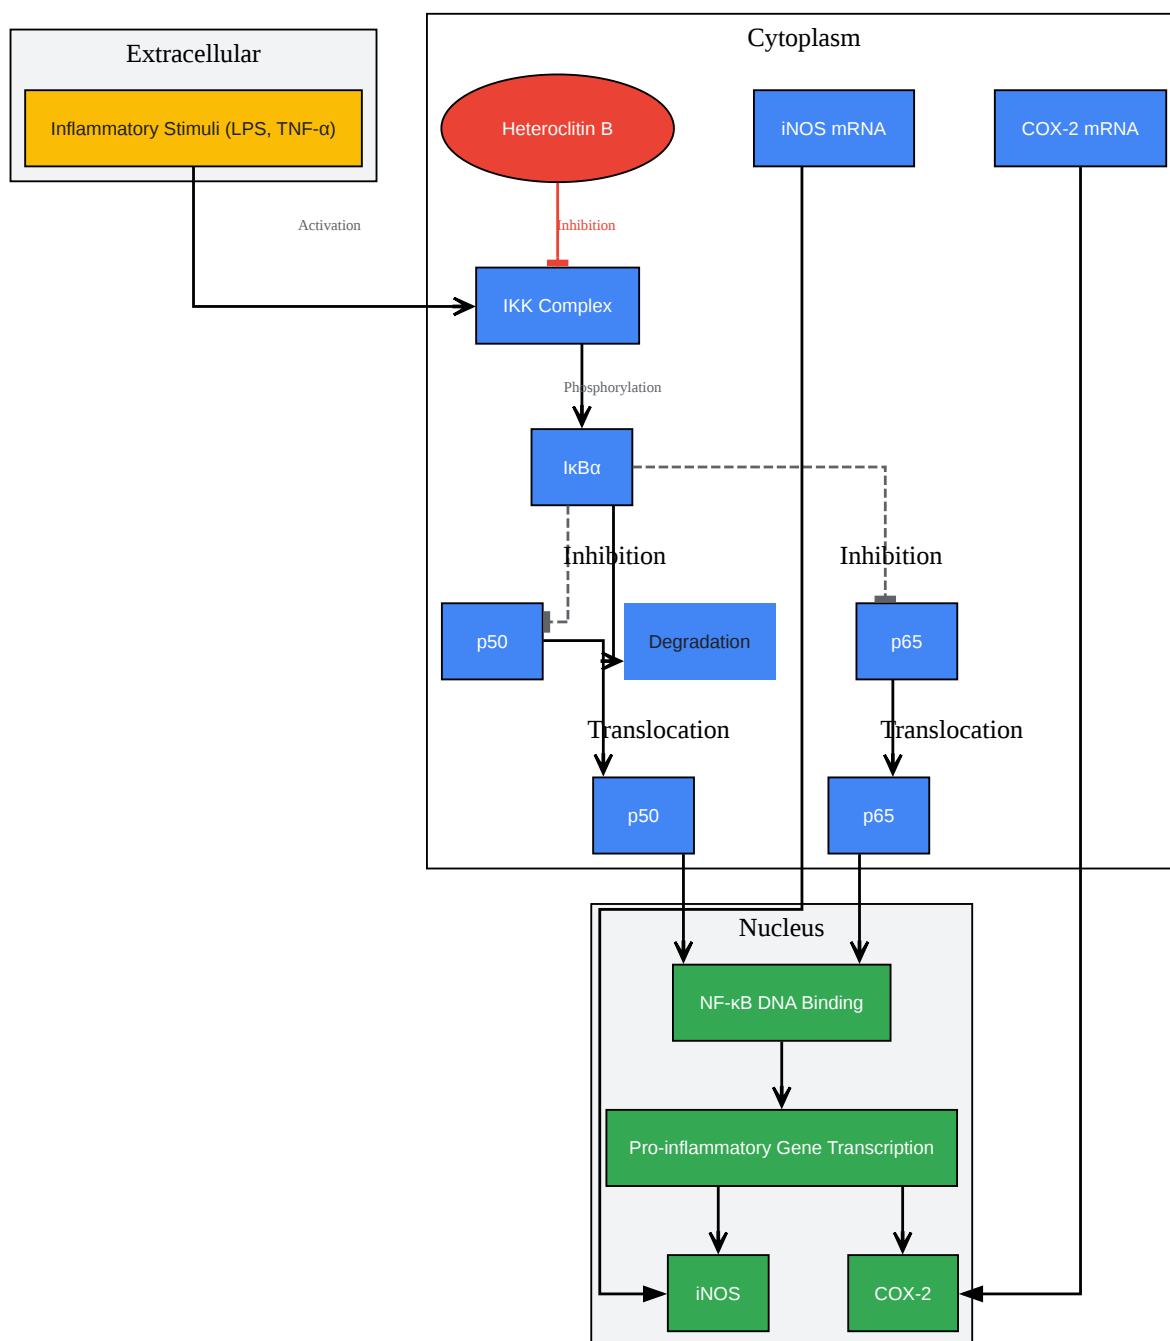 Extracellular
Cytoplasm
Inflammatory Stimuli (LPS, TNF-α)
Heteroclitin B
iNOS mRNA
COX-2 mRNA
Activation
Inhibition
IKK Complex
Phosphorylation
IκBα
Inhibition
Inhibition
p50
Degradation
p65
Translocation
Translocation
p50
p65
Nucleus
NF-κB DNA Binding
Pro-inflammatory Gene Transcription
iNOS
COX-2